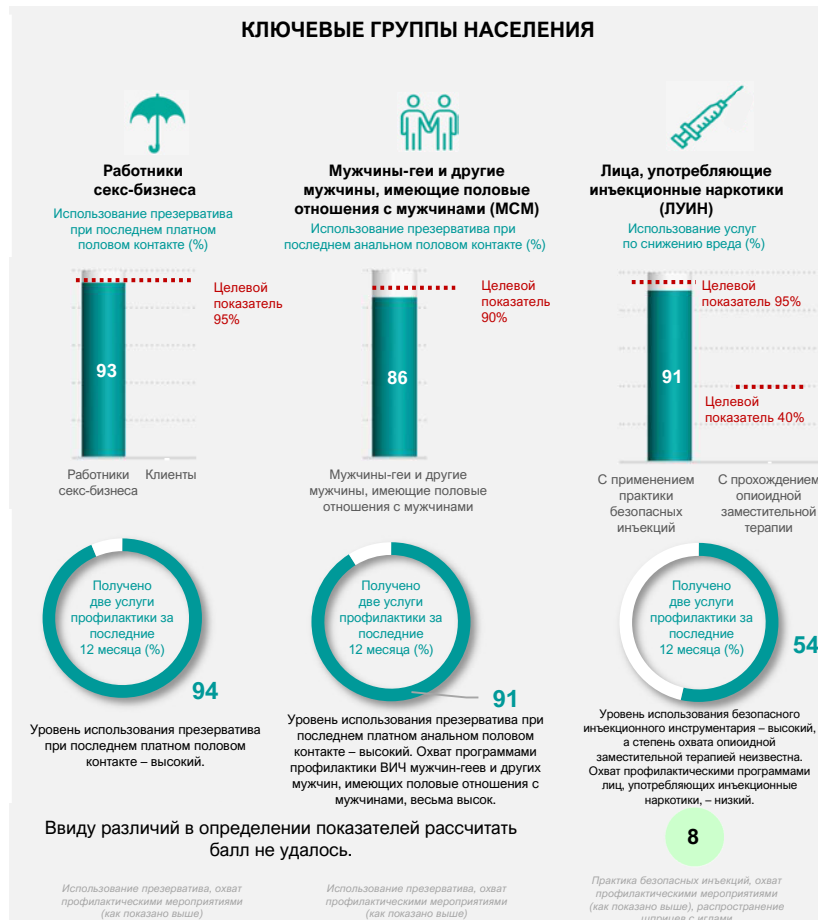 КЛЮЧЕВЫЕ ГРУППЫ НАСЕЛЕНИЯ
Работники
секс-бизнеса
Использование презерватива
при последнем платном
половом контакте (%)
Целевой
показатель
95%
93
Работники
секс-бизнеса
Клиенты
Получено
две услуги
профилактики за
последние
12 месяца (%)
94
Уровень использования презерватива
при последнем платном половом
контакте – высокий.
Мужчины-геи и другие
мужчины, имеющие половые
отношения с мужчинами (МСМ)
Использование презерватива при
последнем анальном половом контакте (%)
Целевой
показатель
90%
86
Мужчины-геи и другие
мужчины, имеющие половые
отношения с мужчинами
Получено
две услуги
профилактики за
последние
12 месяца (%)
91
Уровень использования презерватива при
последнем платном анальном половом
контакте – высокий. Охват программами
профилактики ВИЧ мужчин-геев и других
мужчин, имеющих половые отношения с
мужчинами, весьма высок.
Лица, употребляющие
инъекционные наркотики
(ЛУИН)
Использование услуг
по снижению вреда (%)
Целевой
показатель 95%
91
Целевой
показатель 40%
С применением
практики
безопасных
инъекций
С прохождением
опиоидной
заместительной
терапии
Получено
две услуги
профилактики за
последние
12 месяца (%)
54
Уровень использования безопасного
инъекционного инструментария – высокий,
а степень охвата опиоидной
заместительной терапией неизвестна.
Охват профилактическими программами
лиц, употребляющих инъекционные
наркотики, – низкий.
Ввиду различий в определении показателей рассчитать
балл не удалось.
8
Использование презерватива, охват
профилактическими мероприятиями
(как показано выше)
Использование презерватива, охват
профилактическими мероприятиями
(как показано выше)
Практика безопасных инъекций, охват
профилактическими мероприятиями
(как показано выше), распространение
шприцев с иглами